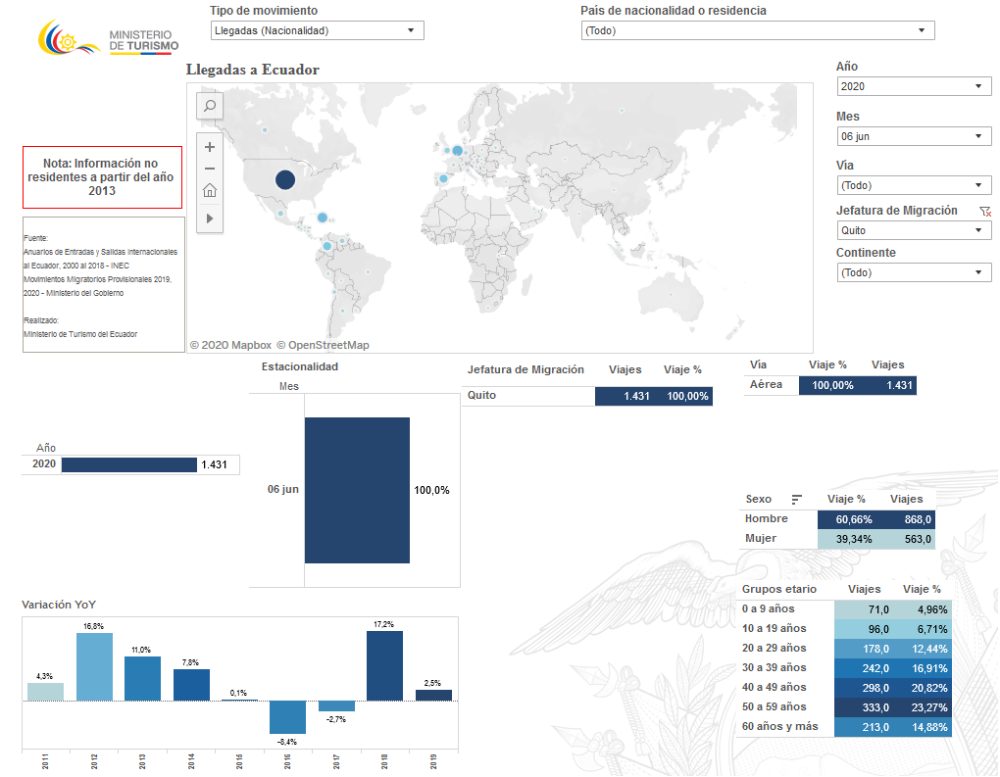 MINISTERIO
DE TURISMO
Tipo de movimiento
Llegadas (Nacionalidad)
País de nacionalidad o residencia
(Todo)
Llegadas a Ecuador
Año
2020
Mes
06 jun
Vía
(Todo)
Jefatura de Migración
Quito
Continente
(Todo)
Nota: Información no
residentes a partir del año
2013
Fuente:
Anuarios de Entradas y Salidas Internacionales
al Ecuador, 2000 al 2018 - INEC
Movimientos Migratorios Provisionales 2019,
2020 - Ministerio del Gobierno
Realizado:
Ministerio de Turismo del Ecuador
© 2020 Mapbox © OpenStreetMap
Año
2020 1.431
Estacionalidad
Mes
06 jun 100,0%
Jefatura de Migración Viajes Viaje %
Quito 1.431 100,00%
Vía Viaje % Viajes
Aérea 100,00% 1.431
Sexo Viaje % Viajes
Hombre 60,66% 868,0
Mujer 39,34% 563,0
Grupos etario Viajes Viaje %
0 a 9 años 71,0 4,96%
10 a 19 años 96,0 6,71%
20 a 29 años 178,0 12,44%
30 a 39 años 242,0 16,91%
40 a 49 años 298,0 20,82%
50 a 59 años 333,0 23,27%
60 años y más 213,0 14,88%
Variación YoY
4,3% 16,8% 11,0% 7,8% 0,1% -8,4% -2,7% 17,2% 2,5%
2011 2012 2013 2014 2015 2016 2017 2018 2019